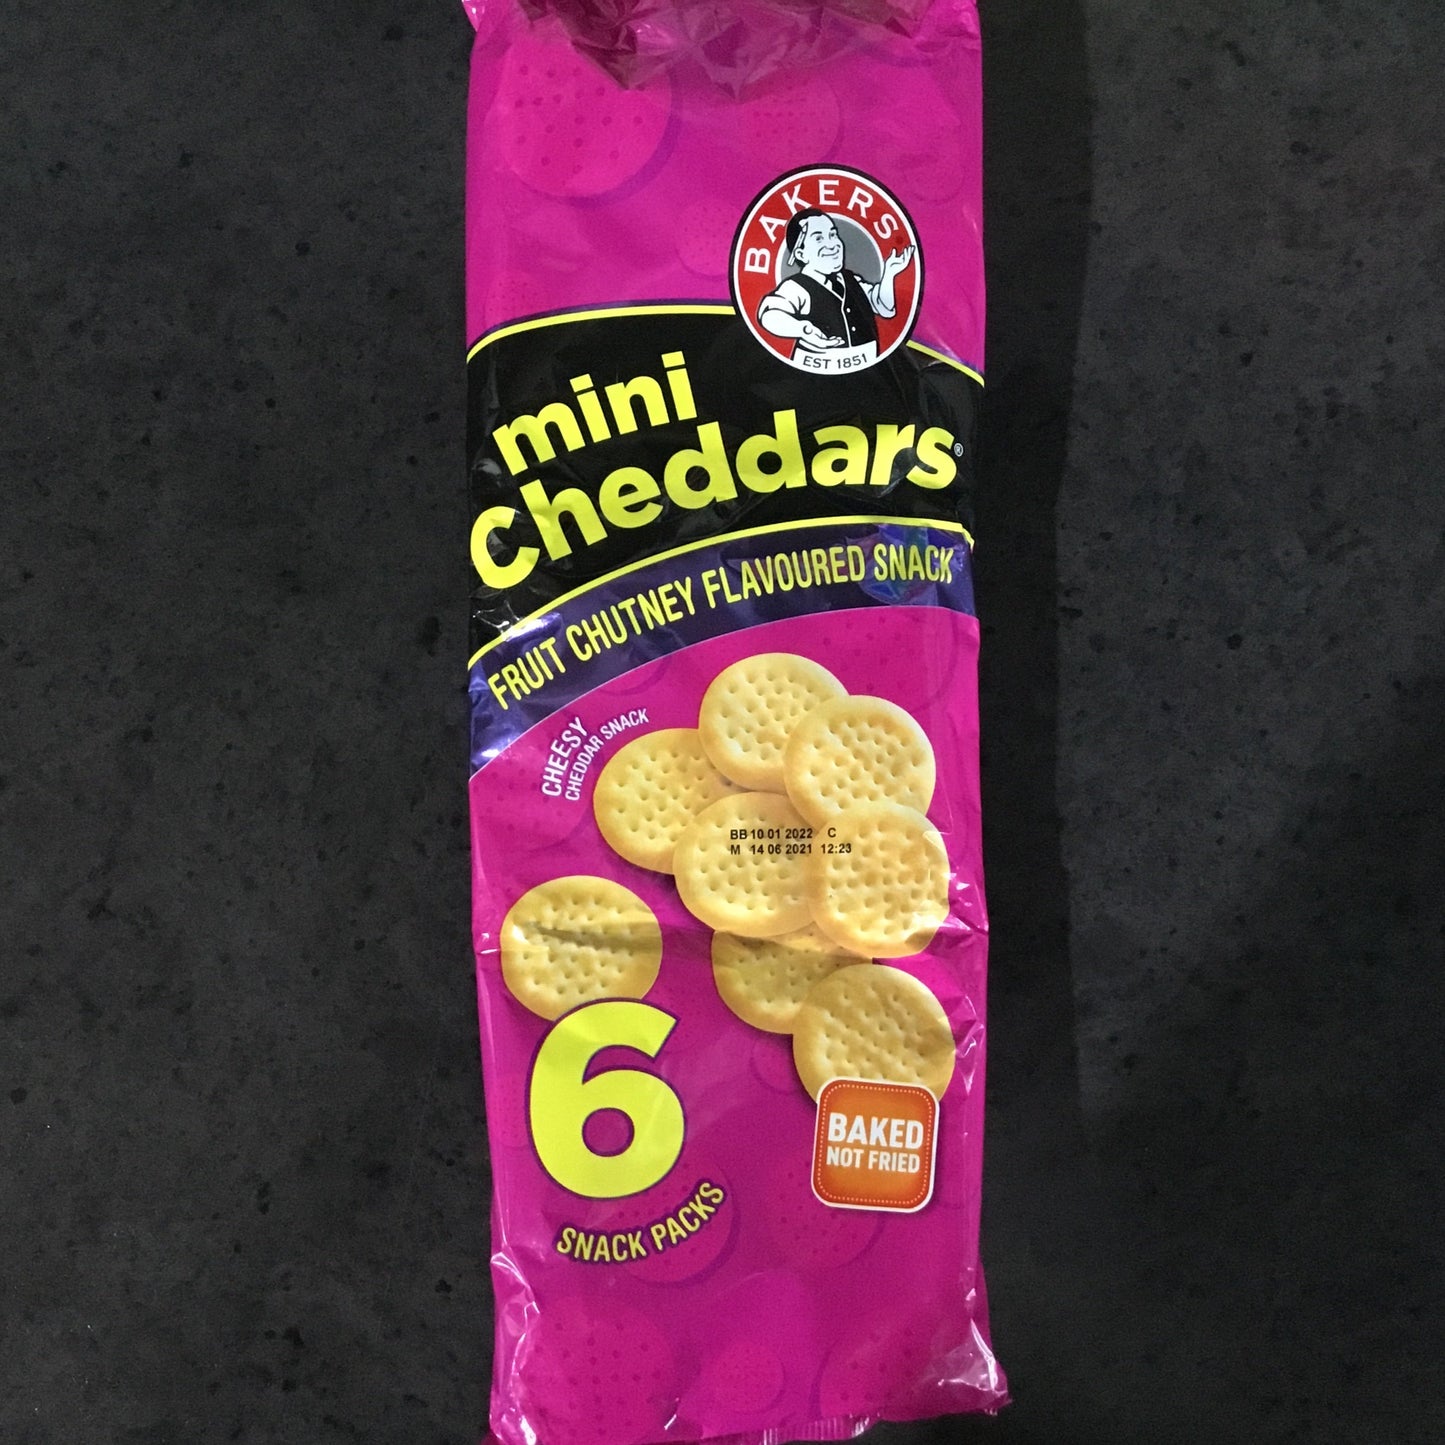 BAKERS®
EST 1851
mini
Cheddars®
FRUIT CHUTNEY FLAVOURED SNACK
CHEESY
CHEDDAR SNACK
BB 10 01 2022 C
M 14 06 2021 12:23
6
SNACK PACKS
BAKED
NOT FRIED